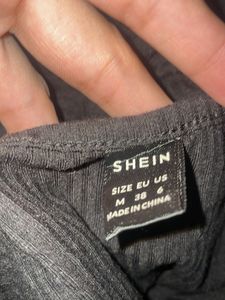 SHEIN
SIZE EU US
M 38 6
MADE IN CHINA